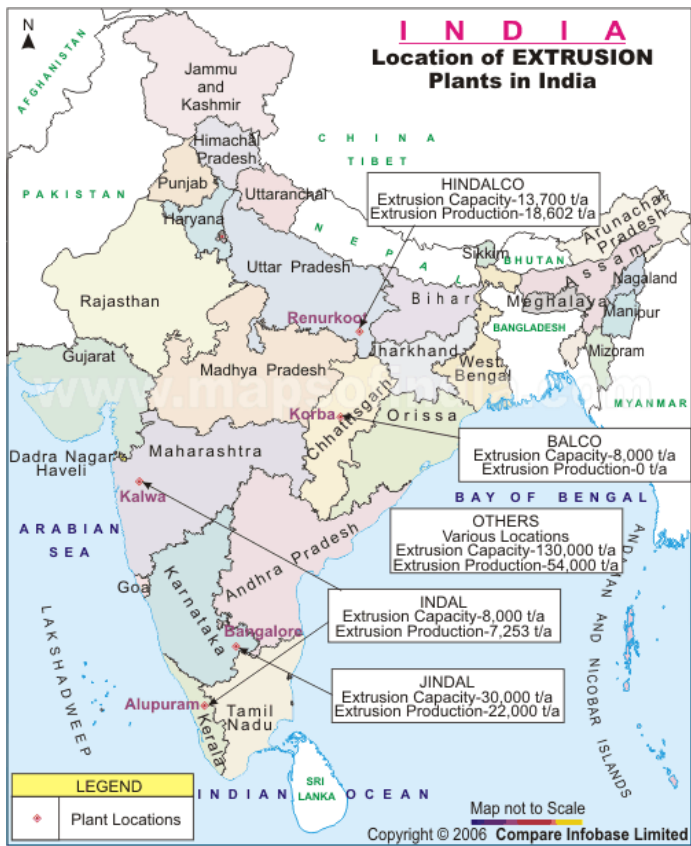 N
I N D I A
Location of EXTRUSION
Plants in India
AFGHANISTAN
Jammu
and
Kashmir
Himachal
Pradesh
C H I N A
TIBET
PAKISTAN
Punjab
Uttaranchal
Haryana
HINDALCO
Extrusion Capacity-13,700 t/a
Extrusion Production-18,602 t/a
NEPAL
Arunachal
Pradesh
Sikkim
BHUTAN
Assam
Nagaland
Rajasthan
Uttar Pradesh
Bihar
Meghalaya
Manipur
Renurkoot
BANGLADESH
Gujarat
Madhya Pradesh
Jharkhand
West
Bengal
Mizoram
www.mapsofindia.com
MYANMAR
Korba
Chhattisgarh
Orissa
Dadra Nagar
Haveli
Maharashtra
BALCO
Extrusion Capacity-8,000 t/a
Extrusion Production-0 t/a
Kalwa
BAY OF BENGAL
ARABIAN
SEA
OTHERS
Various Locations
Extrusion Capacity-130,000 t/a
Extrusion Production-54,000 t/a
Andhra Pradesh
Goa
Karnataka
INDAL
Extrusion Capacity-8,000 t/a
Extrusion Production-7,253 t/a
ANDAMAN AND NICOBAR ISLANDS
LAKSHADWEEP
Bangalore
JINDAL
Extrusion Capacity-30,000 t/a
Extrusion Production-22,000 t/a
Alupuram
Kerala
Tamil
Nadu
SRI
LANKA
LEGEND
Plant Locations
INDIAN OCEAN
Map not to Scale
Copyright © 2006 Compare Infobase Limited